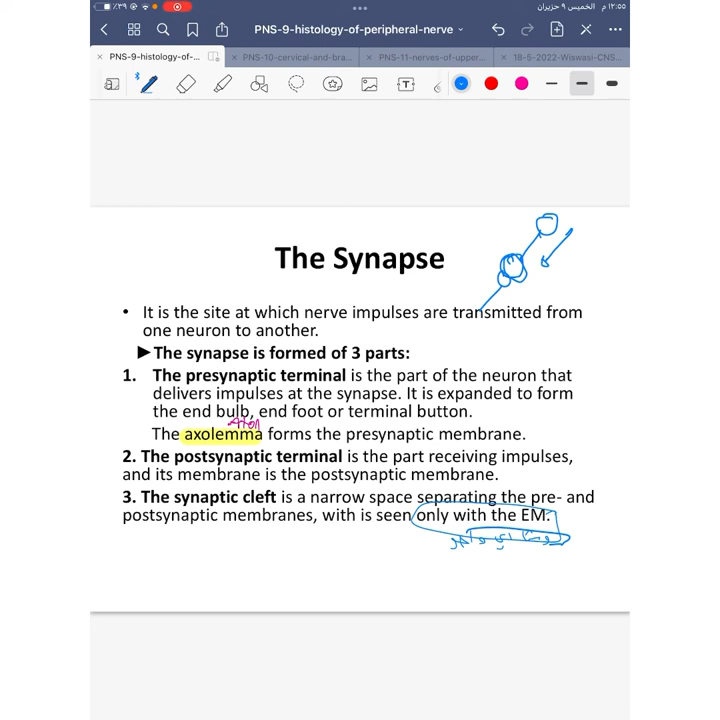 ٣٩٪ ١٢:٥٥ م الخميس ٩ حزيران
PNS-9-histology-of-peripheral-nerve
PNS-9-histology-of-... PNS-10-cervical-and-bra... PNS-11-nerves-of-upper... 18-5-2022-Wiswasi-CNS...
The Synapse
• It is the site at which nerve impulses are transmitted from
one neuron to another.
►The synapse is formed of 3 parts:
1. The presynaptic terminal is the part of the neuron that
delivers impulses at the synapse. It is expanded to form
the end bulb, end foot or terminal button.
The axolemma forms the presynaptic membrane.
2. The postsynaptic terminal is the part receiving impulses,
and its membrane is the postsynaptic membrane.
3. The synaptic cleft is a narrow space separating the pre- and
postsynaptic membranes, with is seen only with the EM.